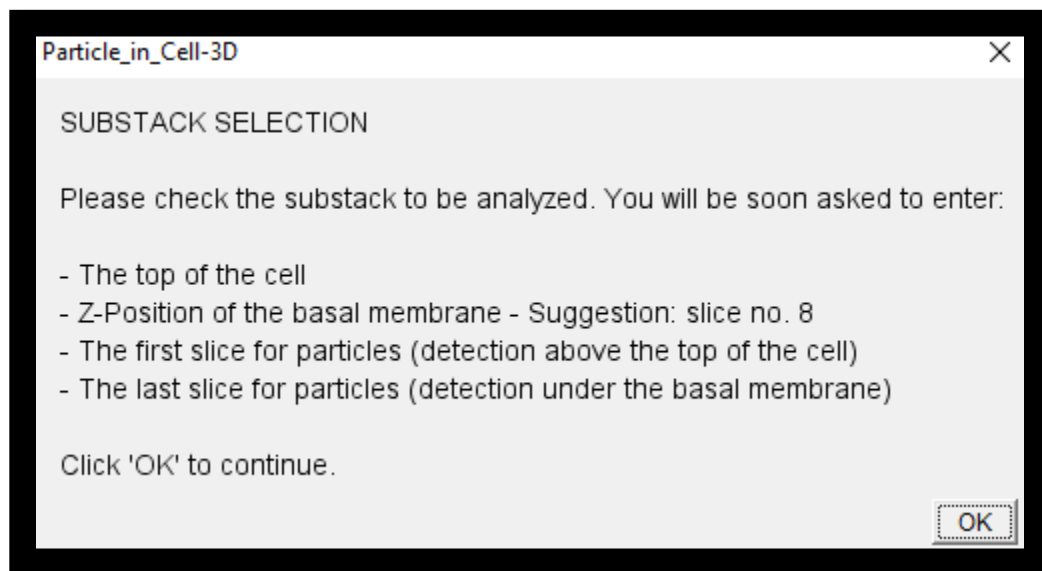 Particle_in_Cell-3D
SUBSTACK SELECTION
Please check the substack to be analyzed. You will be soon asked to enter:
- The top of the cell
- Z-Position of the basal membrane - Suggestion: slice no. 8
- The first slice for particles (detection above the top of the cell)
- The last slice for particles (detection under the basal membrane)
Click 'OK' to continue.
OK